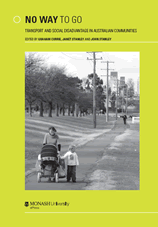 NO WAY TO GO
TRANSPORT AND SOCIAL DISADVANTAGE IN AUSTRALIAN COMMUNITIES
EDITED BY GRAHAM CURRIE, JANET STANLEY AND JOHN STANLEY
MONASH University
ePress